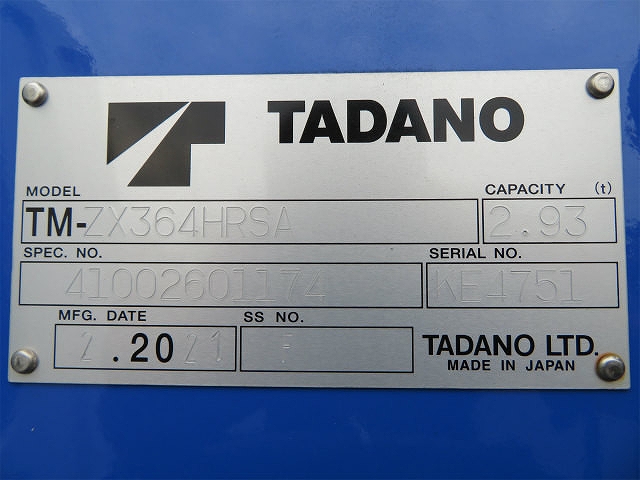 TADANO
MODEL CAPACITY (t)
TM-ZX364HRSA 2.93
SPEC. NO. SERIAL NO.
41002601174 KE4751
MFG. DATE SS NO.
2.2021 F
TADANO LTD.
MADE IN JAPAN